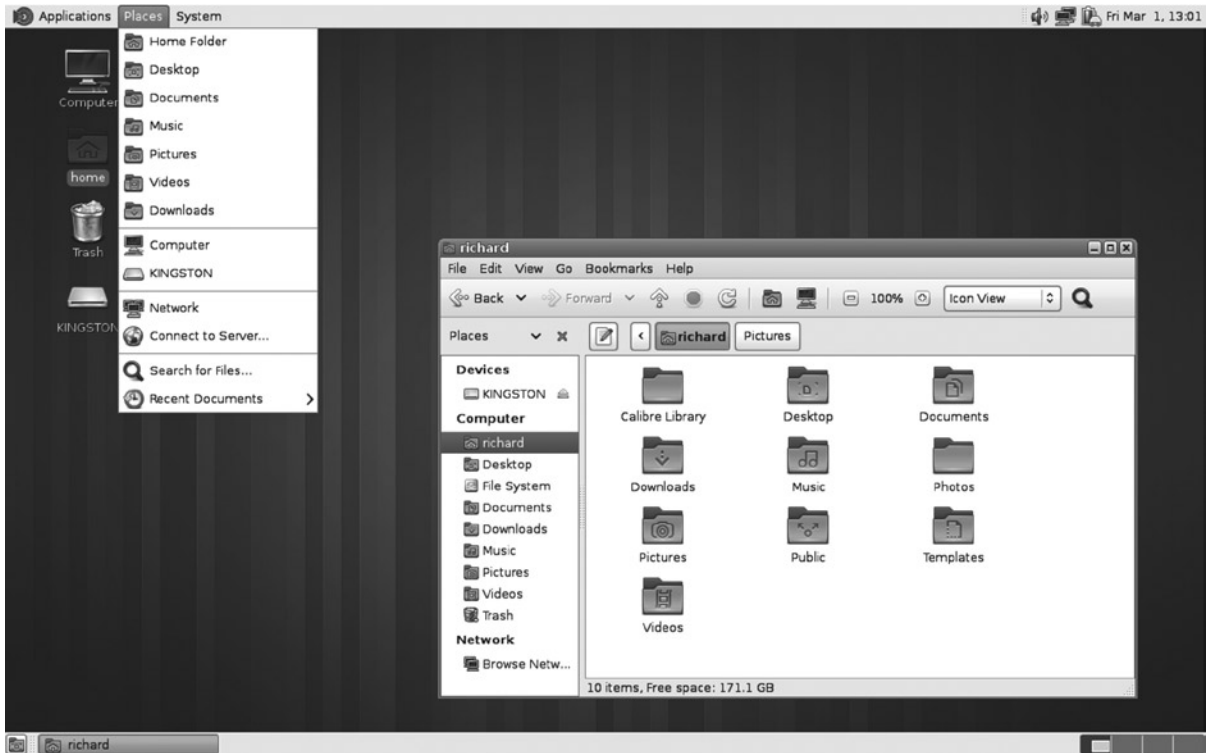 Applications Places System Fri Mar 1, 13:01
Computer
home
Trash
KINGSTON
Home Folder
Desktop
Documents
Music
Pictures
Videos
Downloads
Computer
KINGSTON
Network
Connect to Server...
Search for Files...
Recent Documents
richard
File Edit View Go Bookmarks Help
Back Forward 100% Icon View
Places richard Pictures
Devices
KINGSTON
Computer
richard
Desktop
File System
Documents
Downloads
Music
Pictures
Videos
Trash
Network
Browse Netw...
Calibre Library Desktop Documents
Downloads Music Photos
Pictures Public Templates
Videos
10 items, Free space: 171.1 GB
richard